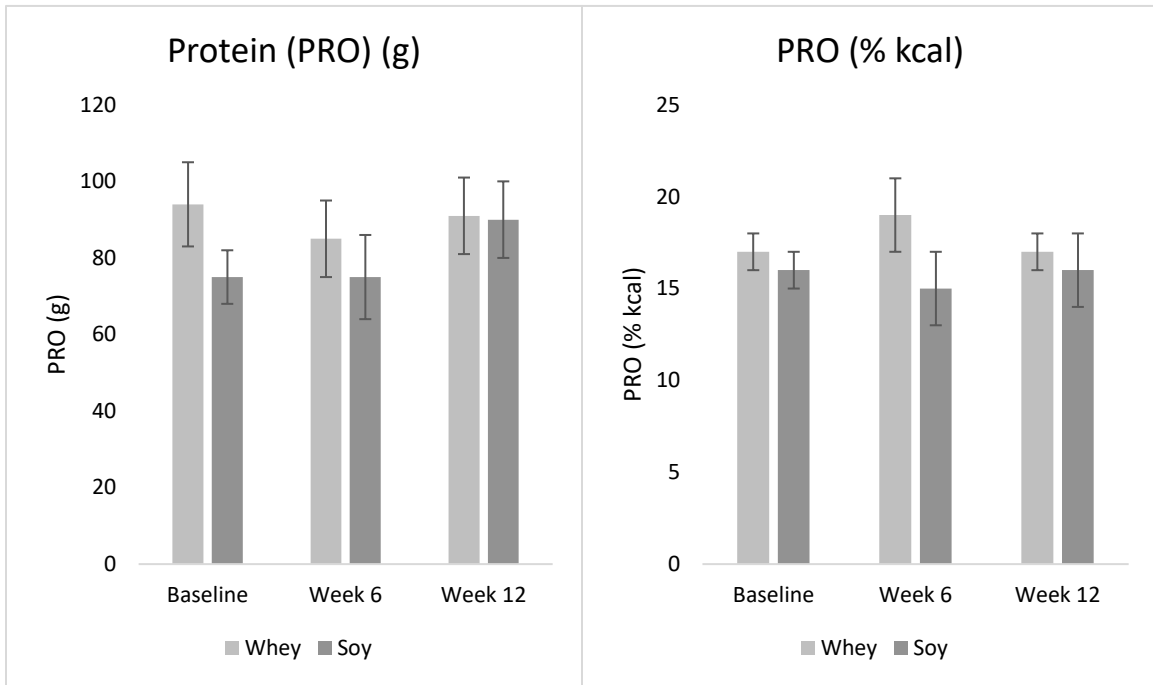 Protein (PRO) (g)
PRO (g)
120
100
80
60
40
20
0
Baseline Week 6 Week 12
Whey Soy
PRO (% kcal)
PRO (% kcal)
25
20
15
10
5
0
Baseline Week 6 Week 12
Whey Soy